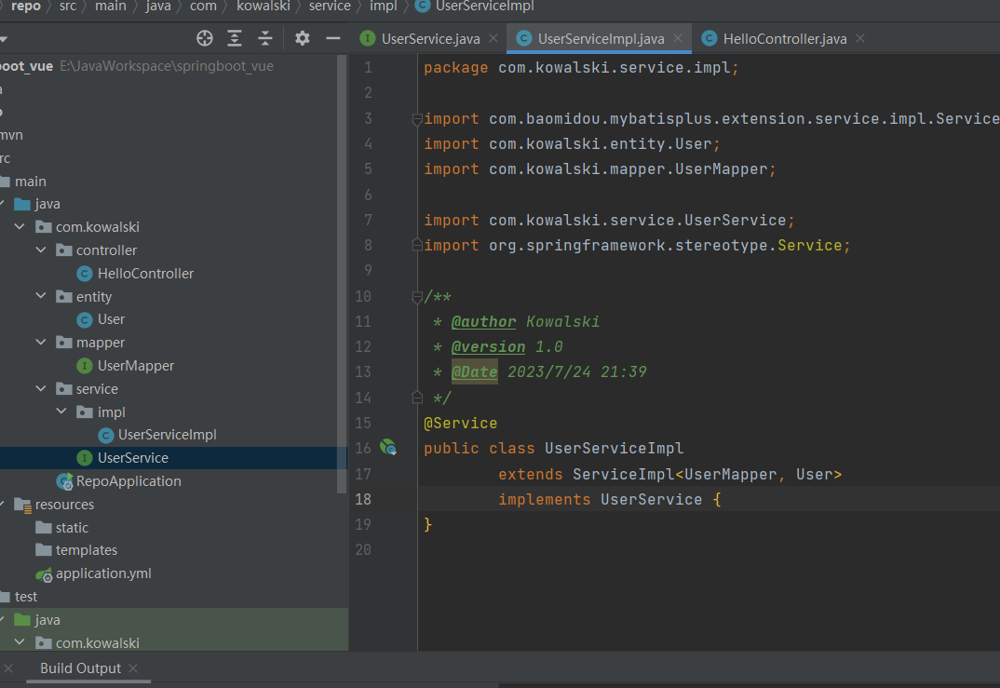 repo 〉 src 〉 main 〉 java 〉 com 〉 kowalski 〉 service 〉 impl 〉 UserServiceImpl
UserService.java UserServiceImpl.java HelloController.java
boot_vue E:\JavaWorkspace\springboot_vue
mvn
rc
main
java
com.kowalski
controller
HelloController
entity
User
mapper
UserMapper
service
impl
UserServiceImpl
UserService
RepoApplication
resources
static
templates
application.yml
test
java
com.kowalski
1 package com.kowalski.service.impl;
2
3 import com.baomidou.mybatisplus.extension.service.impl.Service
4 import com.kowalski.entity.User;
5 import com.kowalski.mapper.UserMapper;
6
7 import com.kowalski.service.UserService;
8 import org.springframework.stereotype.Service;
9
10 /**
11 * @author Kowalski
12 * @version 1.0
13 * @Date 2023/7/24 21:39
14 */
15 @Service
16 public class UserServiceImpl
17 extends ServiceImpl<UserMapper, User>
18 implements UserService {
19 }
20
Build Output